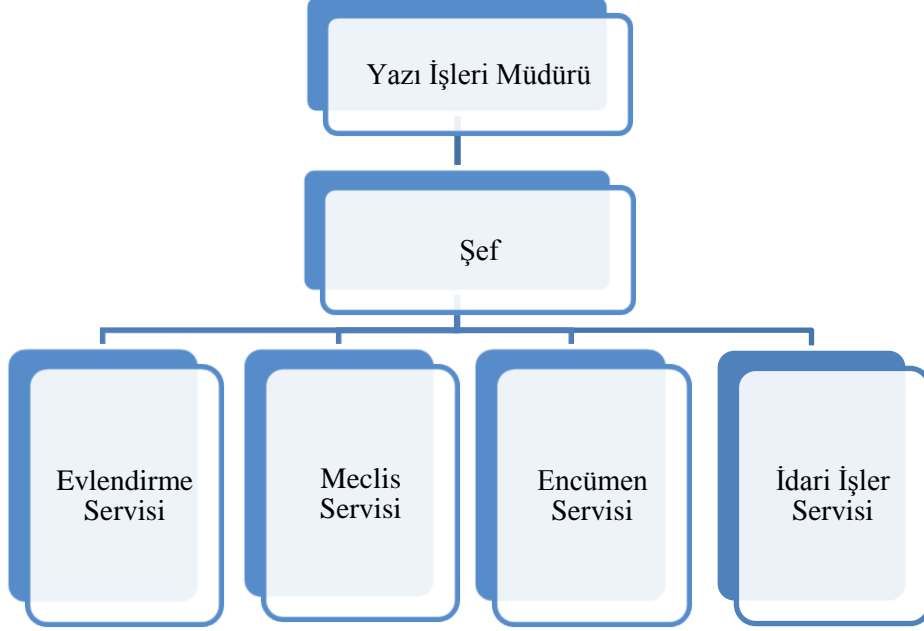 Yazı İşleri Müdürü
Şef
Evlendirme
Servisi
Meclis
Servisi
Encümen
Servisi
İdari İşler
Servisi